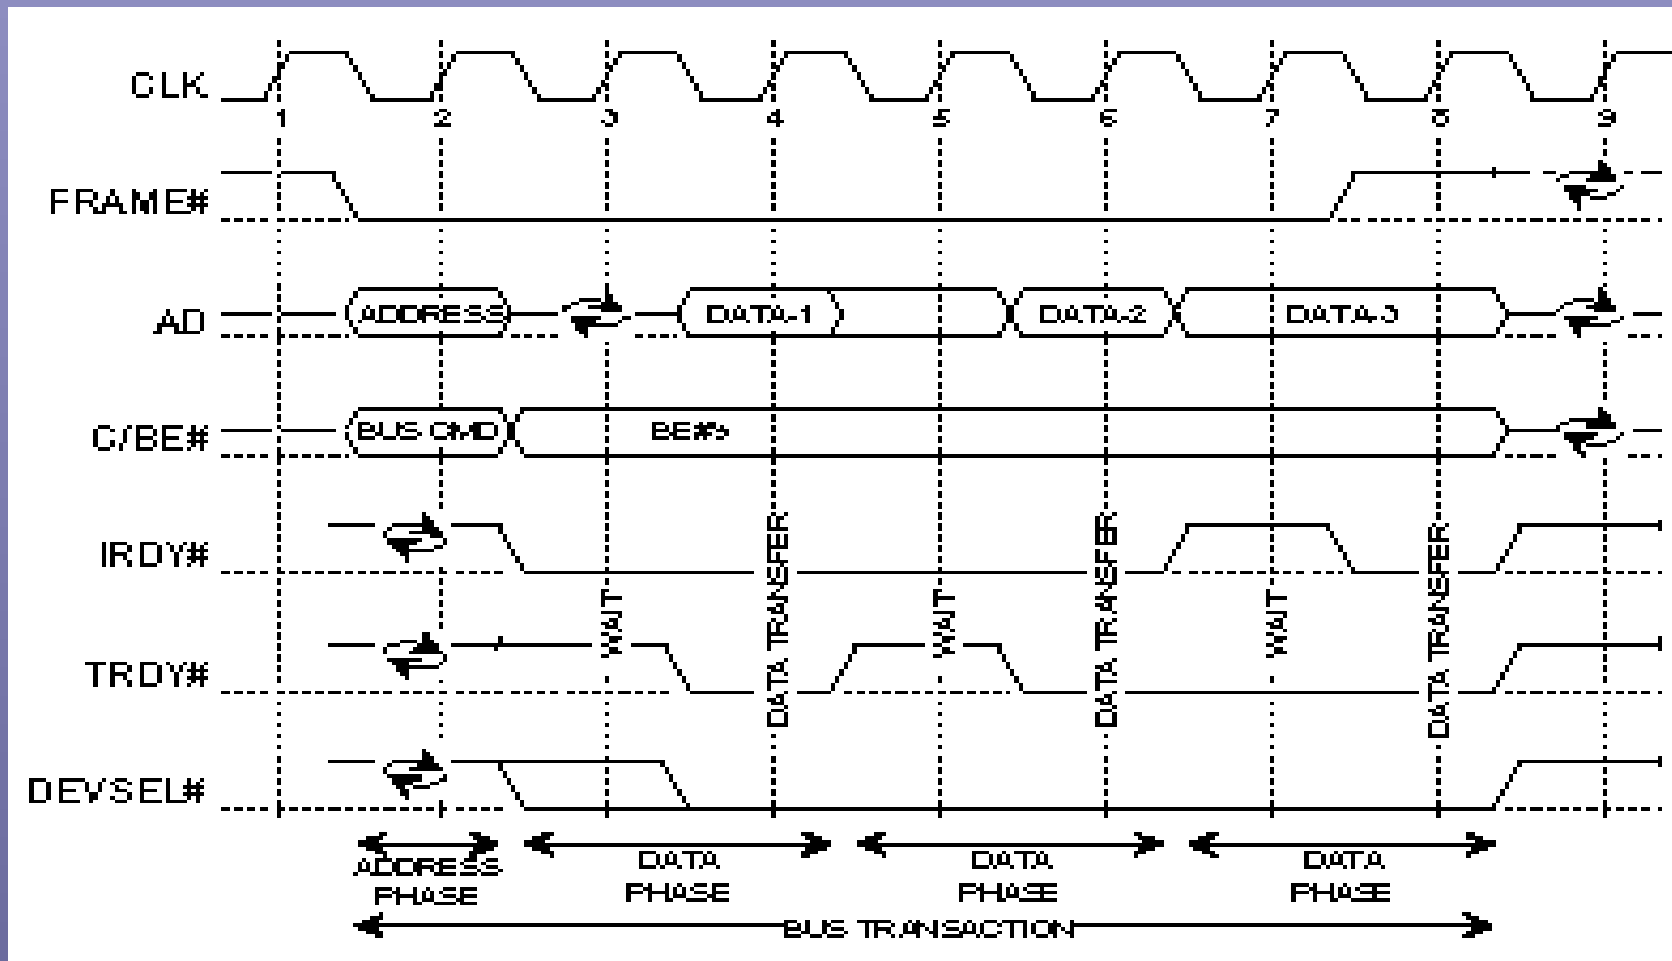 CLK
1 2 3 4 5 6 7 8 9
FRAME#
AD
ADDRESS DATA-1 DATA-2 DATA-3
C/BE#
BUS CMD BE#'s
IRDY#
TRDY#
WAIT
DATA TRANSFER
WAIT
DATA TRANSFER
WAIT
DATA TRANSFER
DEVSEL#
ADDRESS PHASE
DATA PHASE
DATA PHASE
DATA PHASE
BUS TRANSACTION